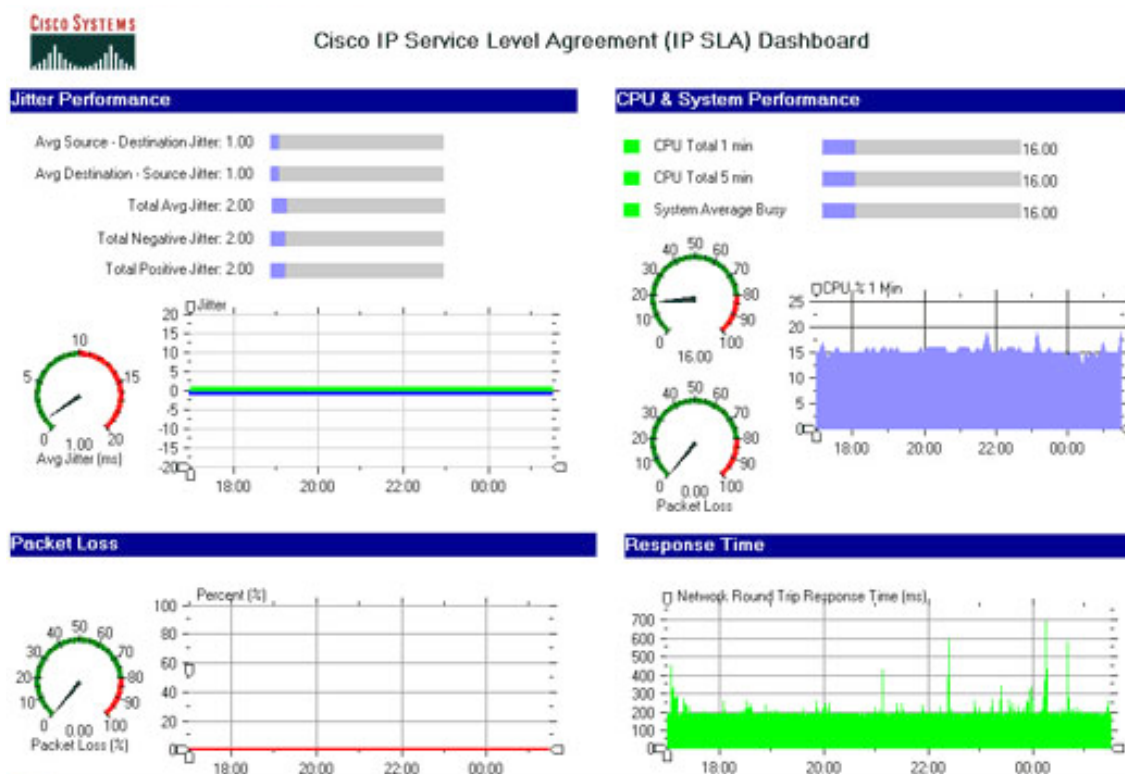 CISCO SYSTEMS
Cisco IP Service Level Agreement (IP SLA) Dashboard
Jitter Performance
Avg Source - Destination Jitter: 1.00
Avg Destination - Source Jitter: 1.00
Total Avg Jitter: 2.00
Total Negative Jitter: 2.00
Total Positive Jitter: 2.00
Jitter
20
15
10
5
0
-5
-10
-15
-20
18:00 20:00 22:00 00:00
0 5 10 15 20
1.00
Avg Jitter (ms)
CPU & System Performance
CPU Total 1 min 16.00
CPU Total 5 min 16.00
System Average Busy 16.00
0 10 20 30 40 50 60 70 80 90 100
16.00
0 10 20 30 40 50 60 70 80 90 100
0.00
Packet Loss
CPU % 1 Min
25
20
15
10
5
0
18:00 20:00 22:00 00:00
Packet Loss
0 10 20 30 40 50 60 70 80 90 100
0.00
Packet Loss (%)
Percent (%)
100
80
60
40
20
0
18:00 20:00 22:00 00:00
Response Time
Network Round Trip Response Time (ms)
700
600
500
400
300
200
100
0
18:00 20:00 22:00 00:00